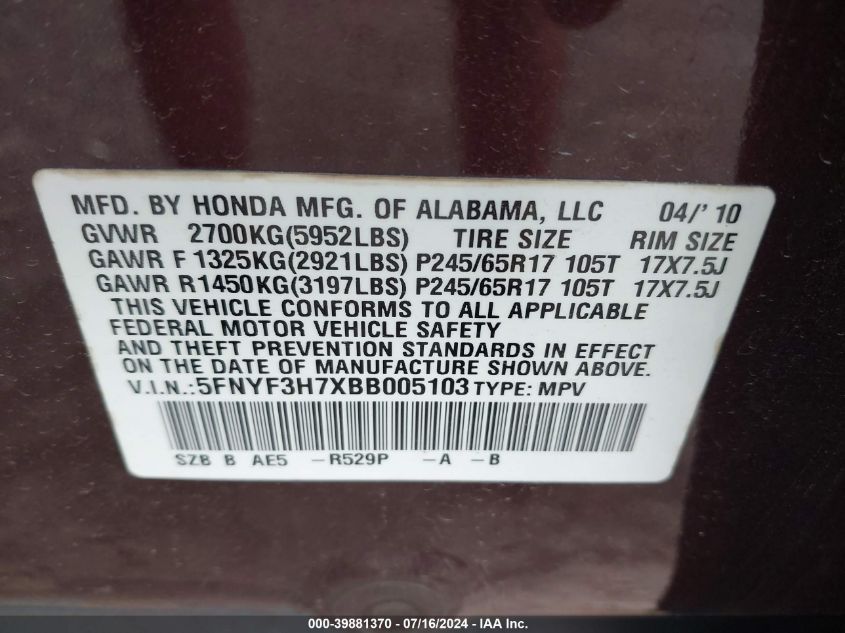 MFD. BY HONDA MFG. OF ALABAMA, LLC 04/' 10
GVWR 2700KG(5952LBS) TIRE SIZE RIM SIZE
GAWR F 1325KG(2921LBS) P245/65R17 105T 17X7.5J
GAWR R1450KG(3197LBS) P245/65R17 105T 17X7.5J
THIS VEHICLE CONFORMS TO ALL APPLICABLE
FEDERAL MOTOR VEHICLE SAFETY
AND THEFT PREVENTION STANDARDS IN EFFECT
ON THE DATE OF MANUFACTURE SHOWN ABOVE.
V.I.N.:5FNYF3H7XBB005103 TYPE: MPV
SZB B AE5 -R529P -A -B
000-39881370 - 07/16/2024 - IAA Inc.